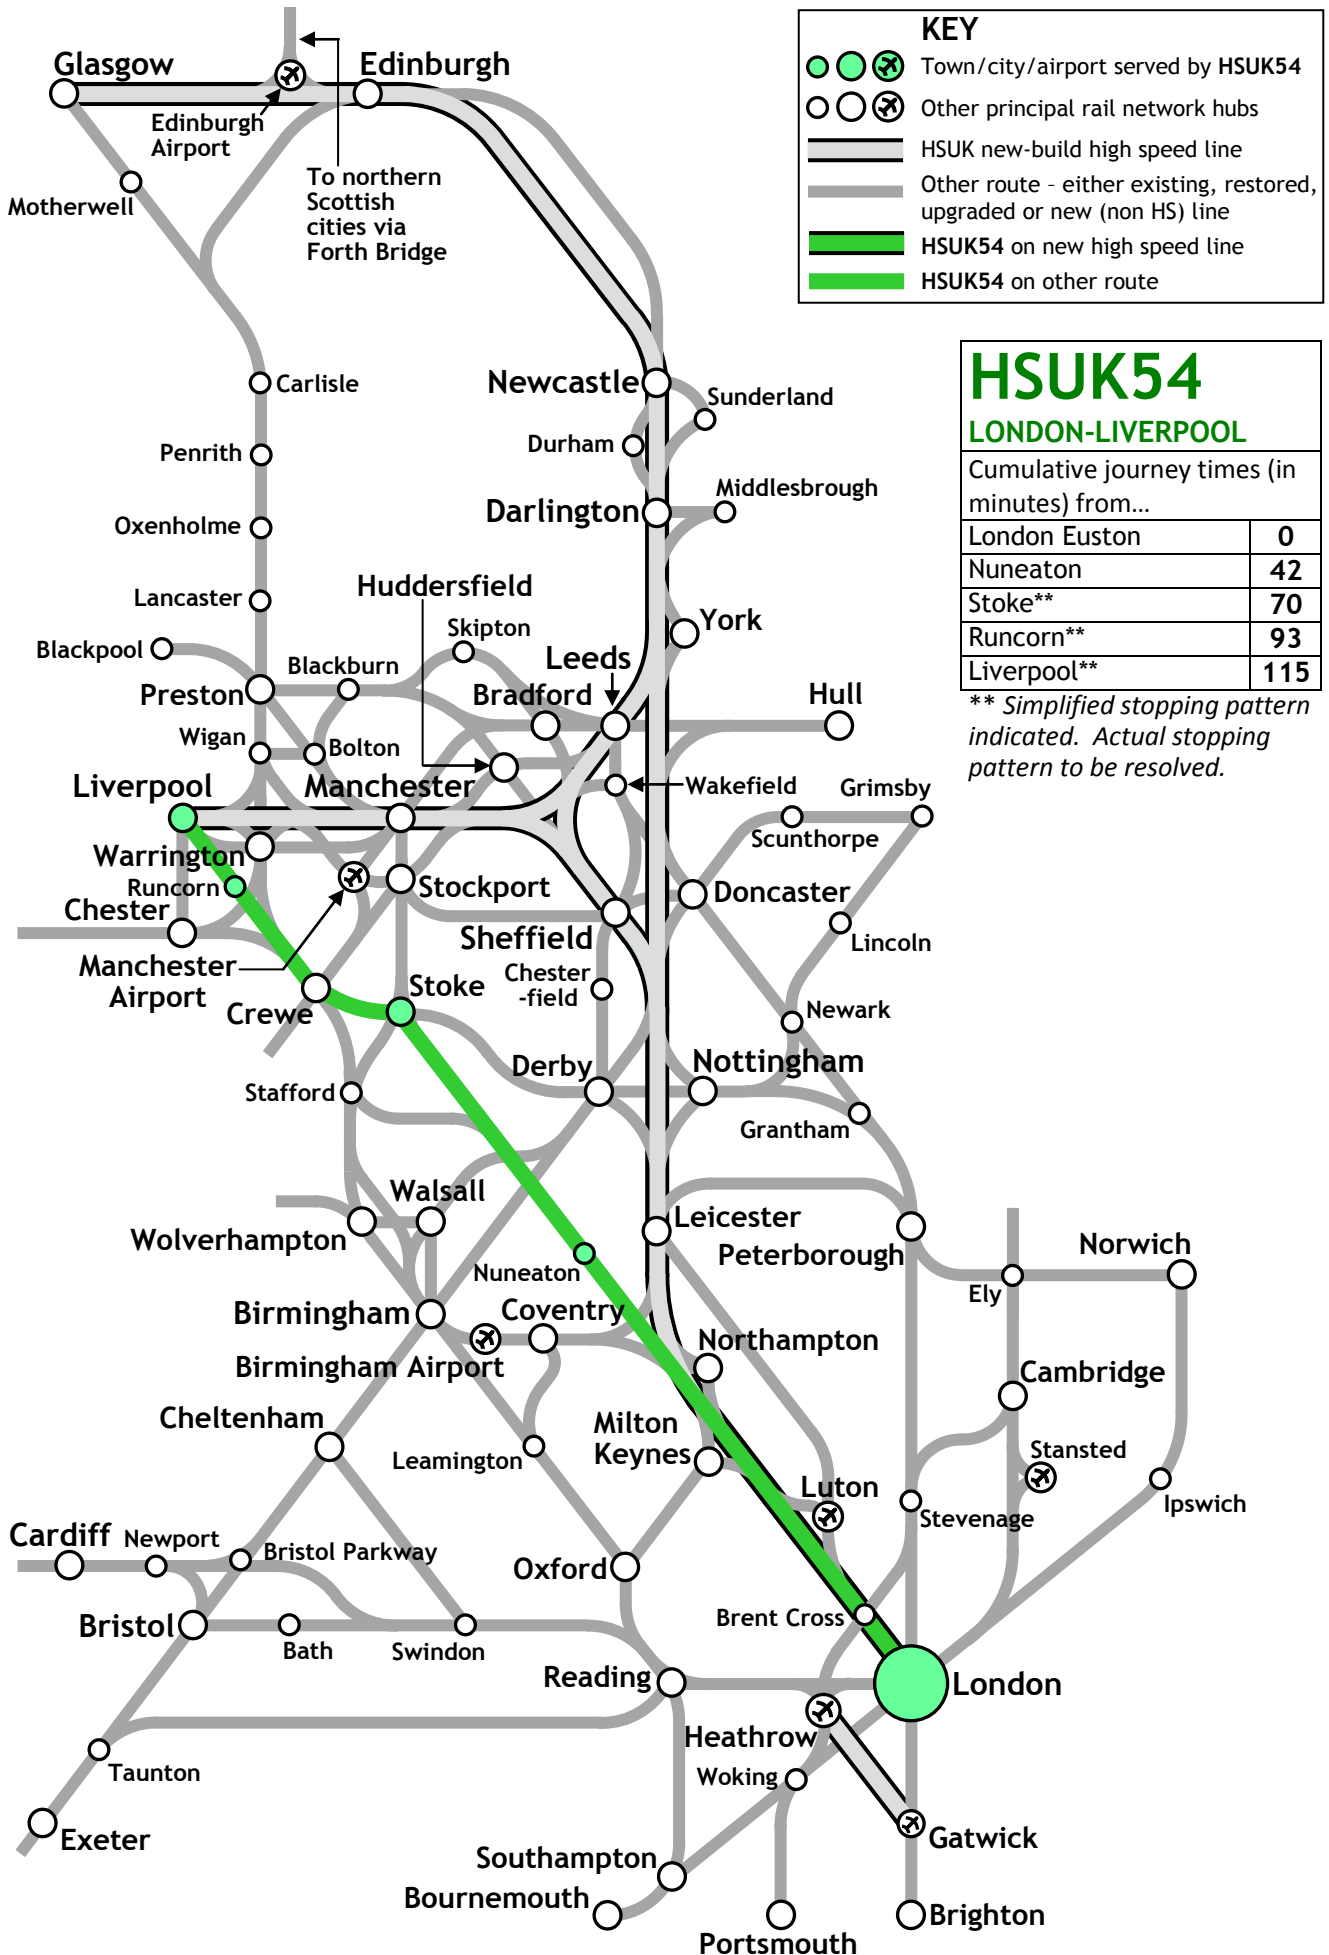 KEY
Town/city/airport served by HSUK54
Other principal rail network hubs
HSUK new-build high speed line
Other route - either existing, restored,
upgraded or new (non HS) line
HSUK54 on new high speed line
HSUK54 on other route
HSUK54
LONDON-LIVERPOOL
Cumulative journey times (in
minutes) from...
London Euston 0
Nuneaton 42
Stoke** 70
Runcorn** 93
Liverpool** 115
** Simplified stopping pattern
indicated. Actual stopping
pattern to be resolved.
Glasgow
Edinburgh
Edinburgh
Airport
To northern
Scottish
cities via
Forth Bridge
Motherwell
Carlisle
Newcastle
Sunderland
Durham
Penrith
Middlesbrough
Darlington
Oxenholme
Huddersfield
Lancaster
York
Skipton
Blackpool
Leeds
Blackburn
Preston
Bradford
Hull
Wigan
Bolton
Liverpool
Manchester
Wakefield
Grimsby
Scunthorpe
Warrington
Runcorn
Stockport
Doncaster
Chester
Sheffield
Lincoln
Manchester
Airport
Chester
-field
Stoke
Crewe
Newark
Derby
Nottingham
Stafford
Grantham
Walsall
Leicester
Wolverhampton
Peterborough
Norwich
Nuneaton
Ely
Birmingham
Coventry
Northampton
Birmingham Airport
Cambridge
Cheltenham
Milton
Keynes
Leamington
Stansted
Luton
Ipswich
Stevenage
Cardiff
Newport
Bristol Parkway
Oxford
Bristol
Bath
Swindon
Brent Cross
Reading
London
Heathrow
Woking
Taunton
Exeter
Gatwick
Southampton
Bournemouth
Brighton
Portsmouth